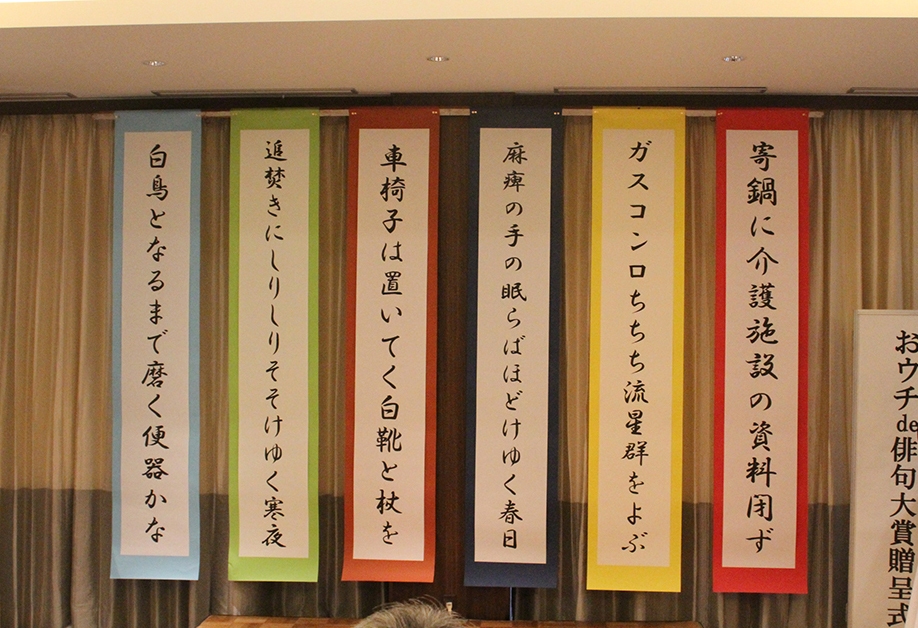 おウチde俳句大賞贈呈式
寄鍋に介護施設の資料閉ず
ガスコンロちちち流星群をよぶ
麻痺の手の眠らばほどけゆく春日
車椅子は置いてく白靴と杖を
追焚きにしりしりそそけゆく寒夜
白鳥となるまで磨く便器かな